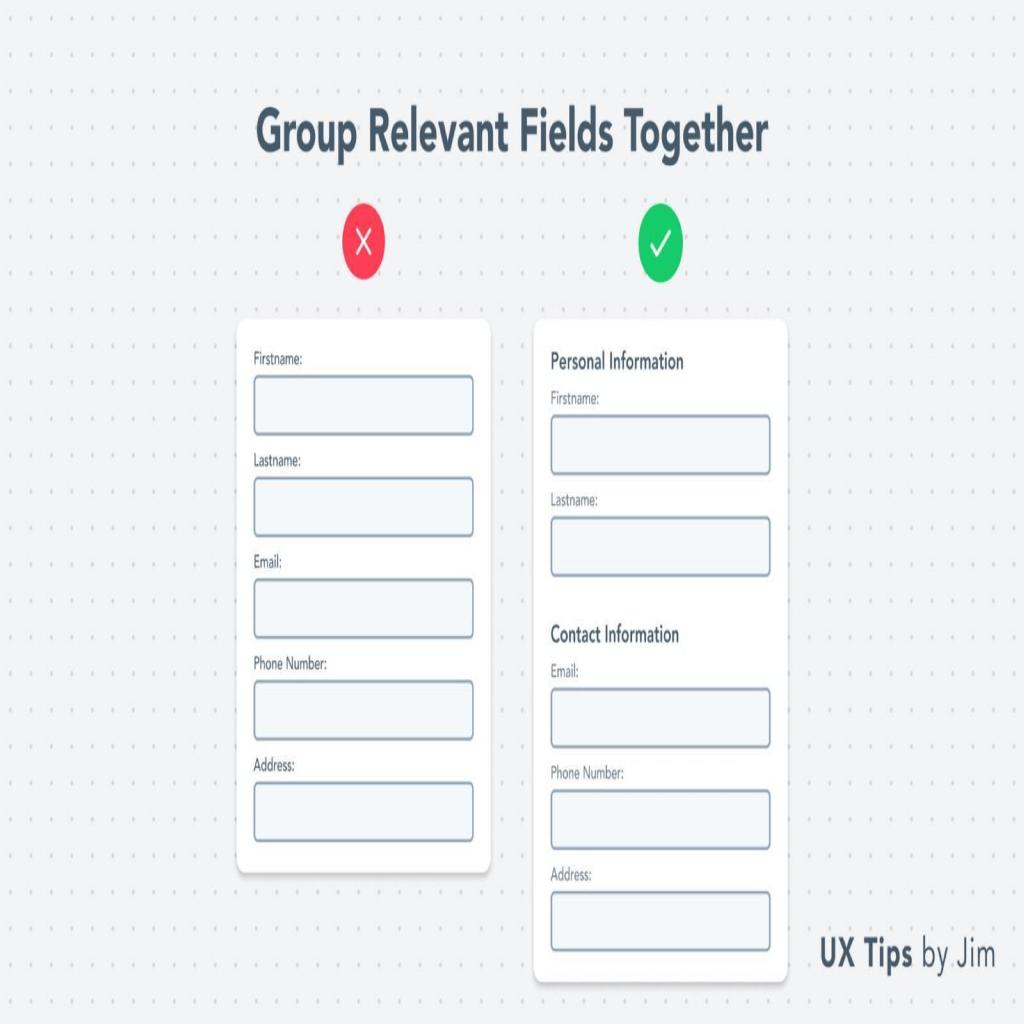 Group Relevant Fields Together
Firstname:
Lastname:
Email:
Phone Number:
Address:
Personal Information
Firstname:
Lastname:
Contact Information
Email:
Phone Number:
Address:
UX Tips by Jim